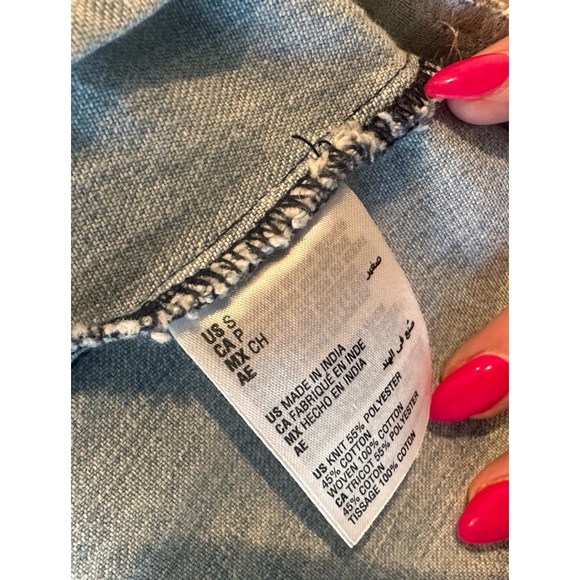 US S
CA P
MX CH
AE صغير
US MADE IN INDIA
CA FABRIQUÉ EN INDE
MX HECHO EN INDIA
AE صنع في الهند
US KNIT 55% POLYESTER
45% COTTON
WOVEN 100% COTTON
CA TRICOT 55% POLYESTER
45% COTON
TISSAGE 100% COTON